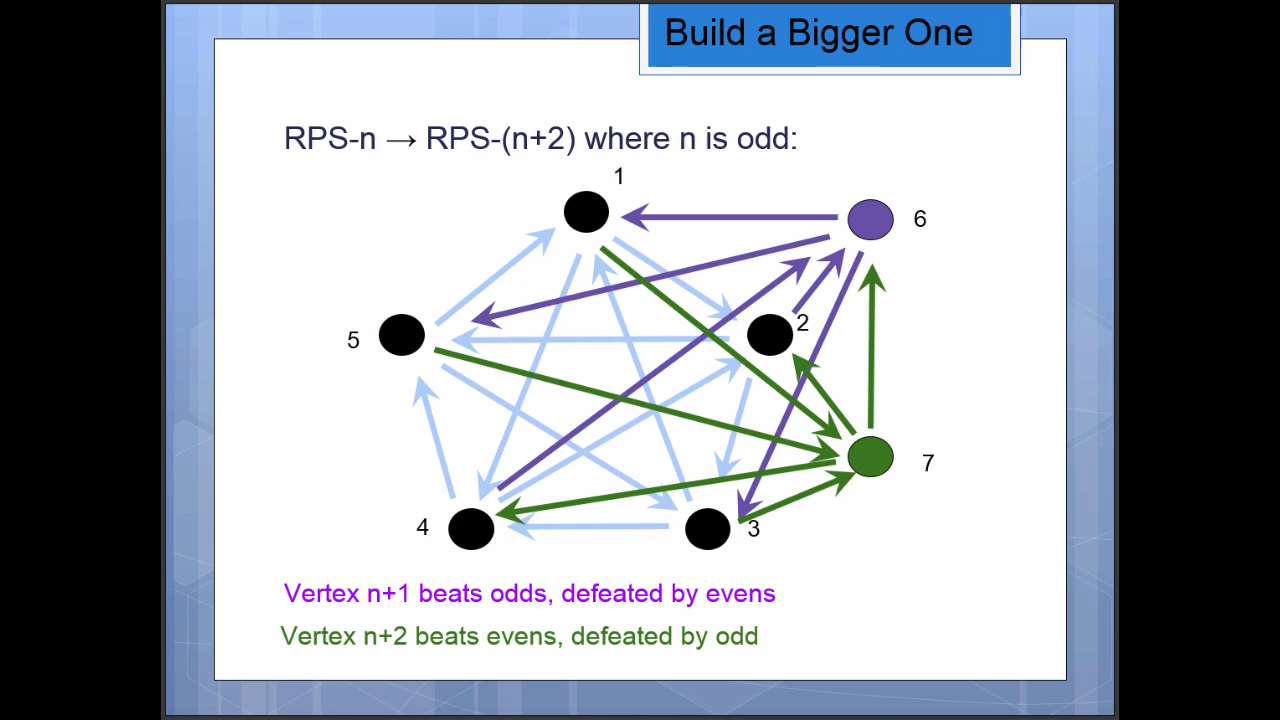 Build a Bigger One
RPS-n → RPS-(n+2) where n is odd:
1
6
5
2
7
4
3
Vertex n+1 beats odds, defeated by evens
Vertex n+2 beats evens, defeated by odd